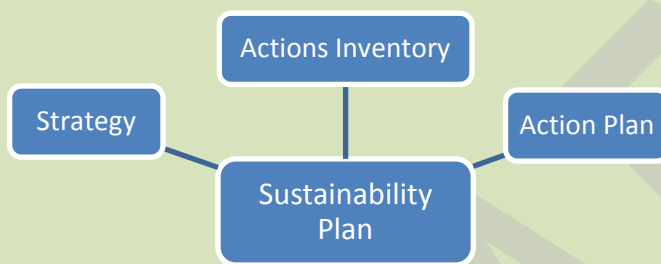 Actions Inventory
Strategy
Action Plan
Sustainability
Plan